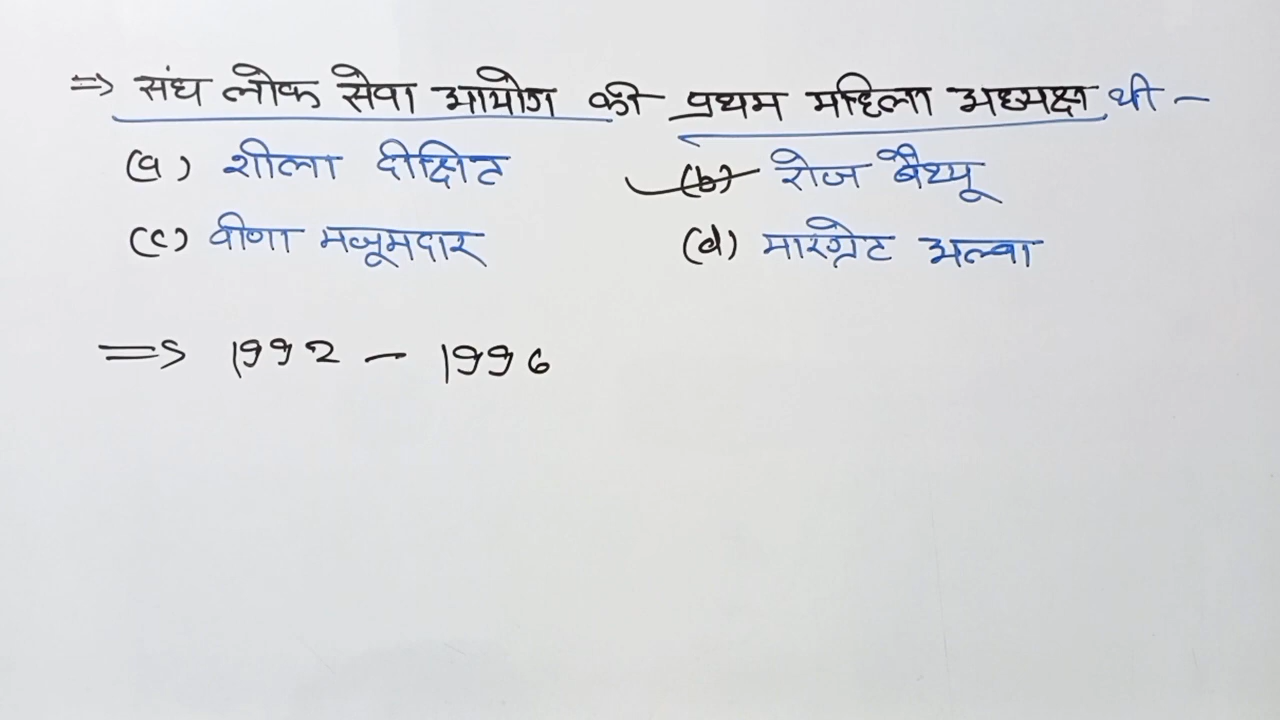 ⇒ संघ लोक सेवा आयोग की प्रथम महिला अध्यक्ष थी –
(a) शीला दीक्षित (b) रोज बैथ्यू
(c) वीणा मजूमदार (d) मारग्रेट अल्वा
⇒ 1992 – 1996